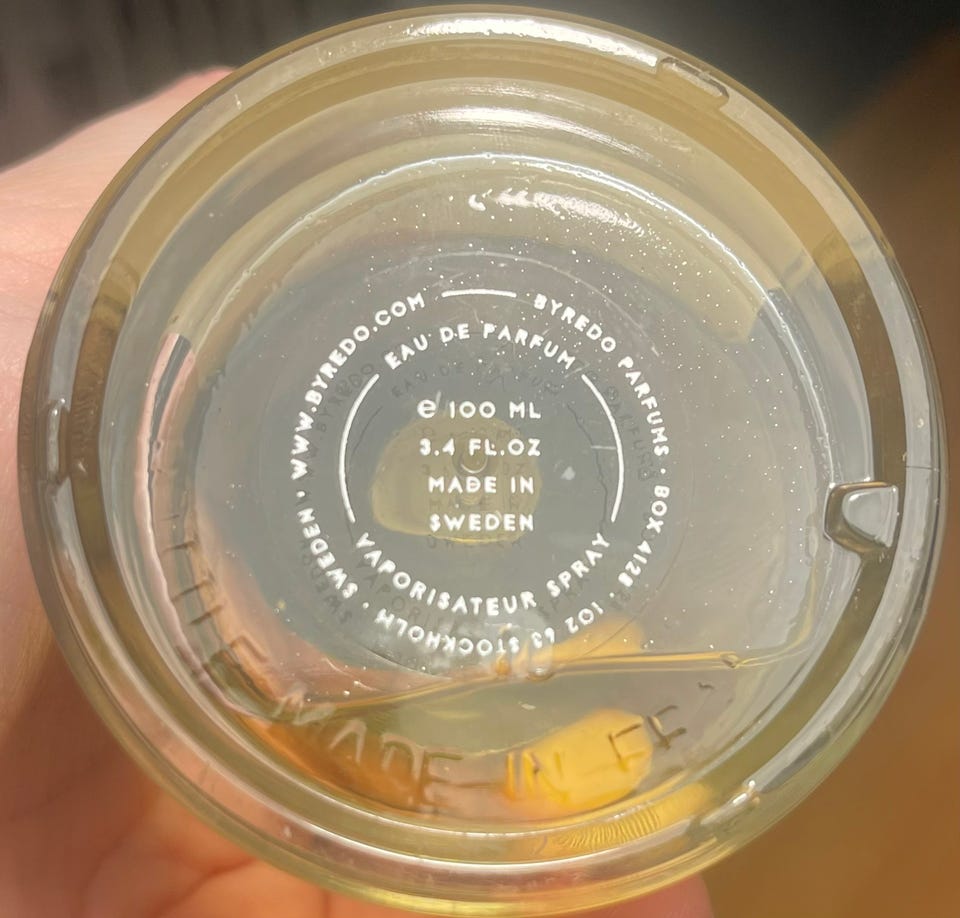 WWW.BYREDO.COM — BYREDO PARFUMS · BOX 4128 · 102 63 STOCKHOLM · SWEDEN ·
EAU DE PARFUM
e 100 ML
3.4 FL.OZ
MADE IN
SWEDEN
VAPORISATEUR SPRAY
MADE IN